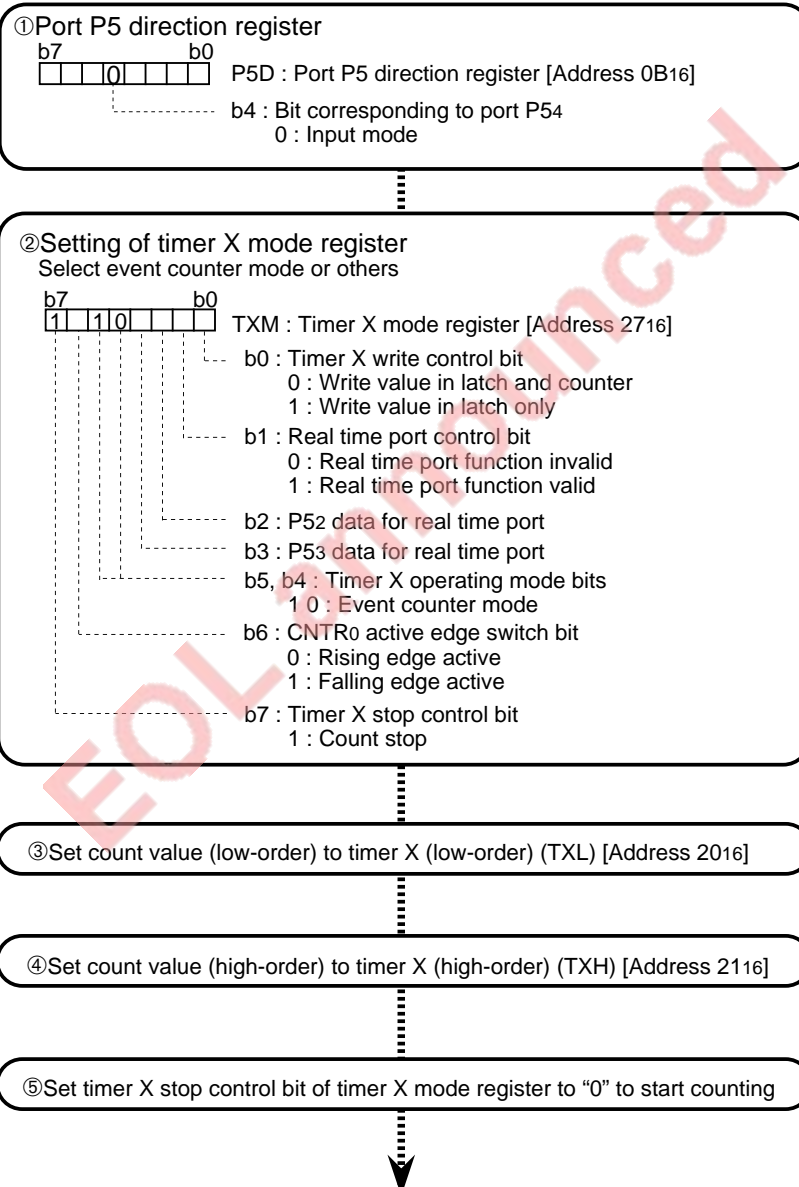 ①Port P5 direction register
b7 b0
0
P5D : Port P5 direction register [Address 0B16]
b4 : Bit corresponding to port P54
0 : Input mode
②Setting of timer X mode register
Select event counter mode or others
b7 b0
1 1 0
TXM : Timer X mode register [Address 2716]
b0 : Timer X write control bit
0 : Write value in latch and counter
1 : Write value in latch only
b1 : Real time port control bit
0 : Real time port function invalid
1 : Real time port function valid
b2 : P52 data for real time port
b3 : P53 data for real time port
b5, b4 : Timer X operating mode bits
1 0 : Event counter mode
b6 : CNTR0 active edge switch bit
0 : Rising edge active
1 : Falling edge active
b7 : Timer X stop control bit
1 : Count stop
③Set count value (low-order) to timer X (low-order) (TXL) [Address 2016]
④Set count value (high-order) to timer X (high-order) (TXH) [Address 2116]
⑤Set timer X stop control bit of timer X mode register to “0” to start counting
EOL announced